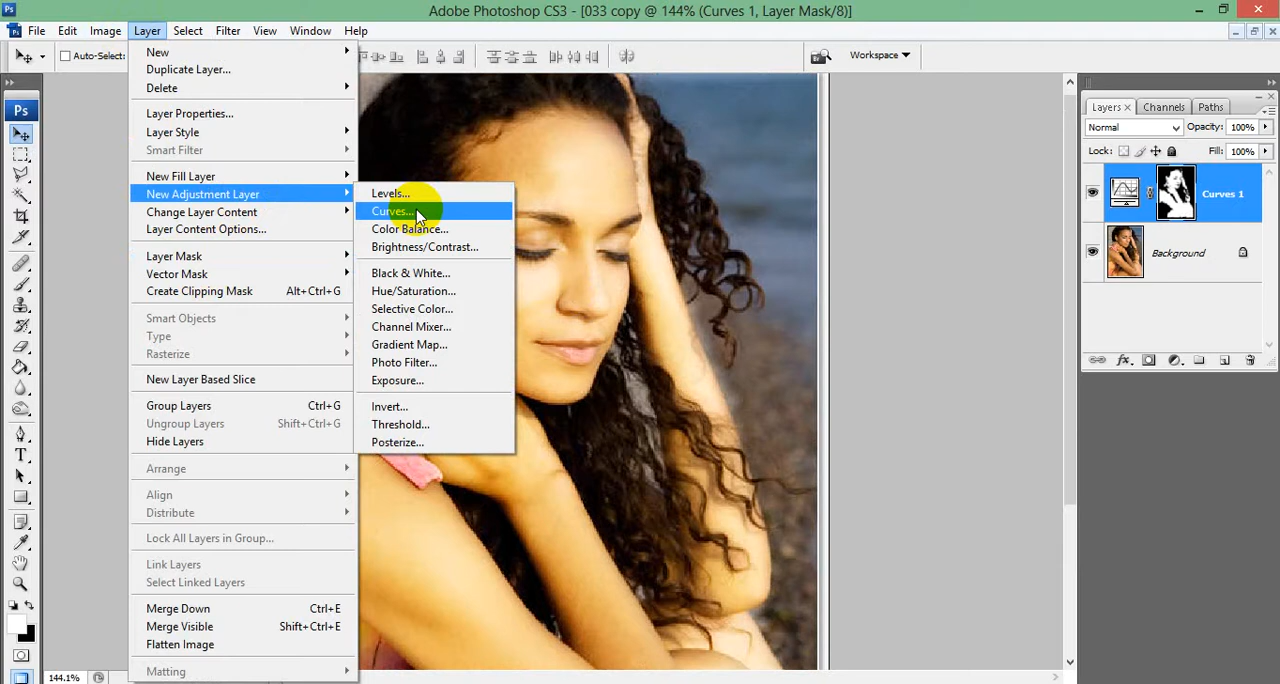 Adobe Photoshop CS3 - [033 copy @ 144% (Curves 1, Layer Mask/8)]
Ps
File Edit Image Layer Select Filter View Window Help
Auto-Select:
Workspace
Ps
New
Duplicate Layer...
Delete
Layer Properties...
Layer Style
Smart Filter
New Fill Layer
New Adjustment Layer
Change Layer Content
Layer Content Options...
Layer Mask
Vector Mask
Create Clipping Mask Alt+Ctrl+G
Smart Objects
Type
Rasterize
New Layer Based Slice
Group Layers Ctrl+G
Ungroup Layers Shift+Ctrl+G
Hide Layers
Arrange
Align
Distribute
Lock All Layers in Group...
Link Layers
Select Linked Layers
Merge Down Ctrl+E
Merge Visible Shift+Ctrl+E
Flatten Image
Matting
Levels...
Curves...
Color Balance...
Brightness/Contrast...
Black & White...
Hue/Saturation...
Selective Color...
Channel Mixer...
Gradient Map...
Photo Filter...
Exposure...
Invert...
Threshold...
Posterize...
Layers Channels Paths
Normal Opacity: 100%
Lock: Fill: 100%
Curves 1
Background
144.1%